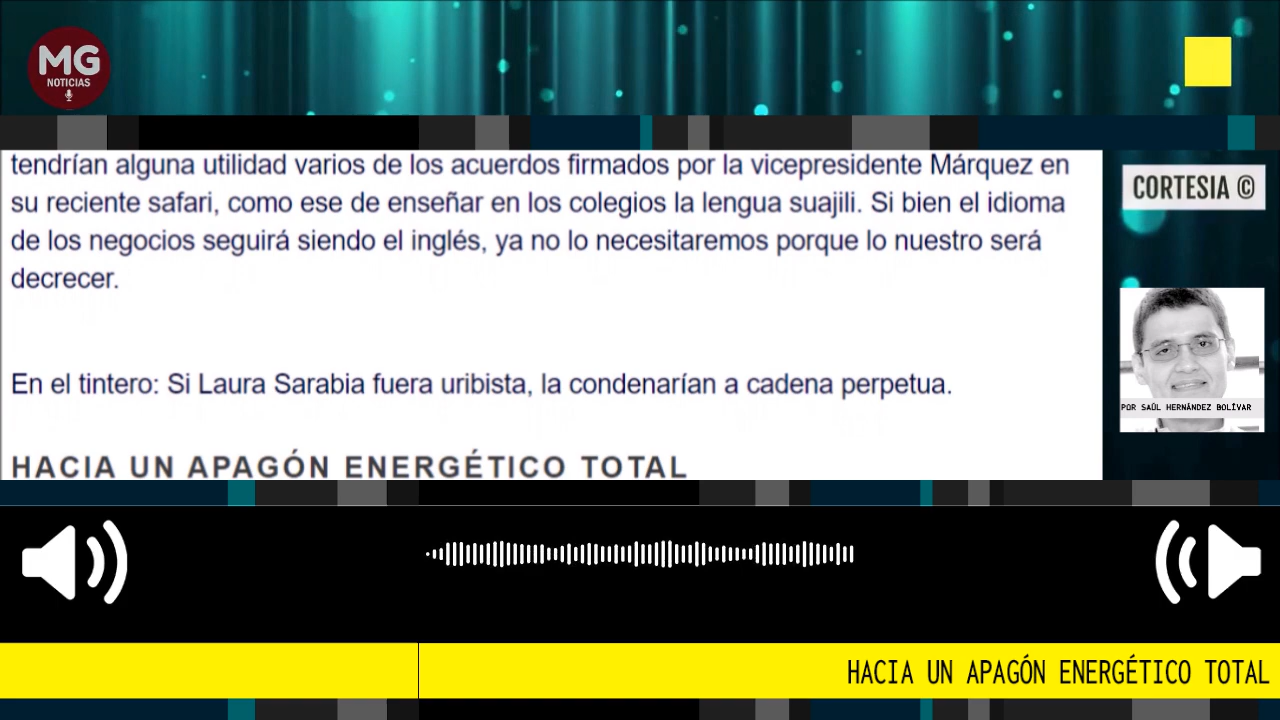 MG
NOTICIAS
tendrían alguna utilidad varios de los acuerdos firmados por la vicepresidente Márquez en
su reciente safari, como ese de enseñar en los colegios la lengua suajili. Si bien el idioma
de los negocios seguirá siendo el inglés, ya no lo necesitaremos porque lo nuestro será
decrecer.
En el tintero: Si Laura Sarabia fuera uribista, la condenarían a cadena perpetua.
HACIA UN APAGÓN ENERGÉTICO TOTAL
CORTESIA ©
POR SAÚL HERNÁNDEZ BOLÍVAR
HACIA UN APAGÓN ENERGÉTICO TOTAL